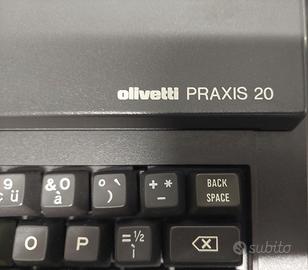 olivetti PRAXIS 20
9 &0 ° ` + * BACK
ç ü à ) - SPACE
O P = ½
ì
subito